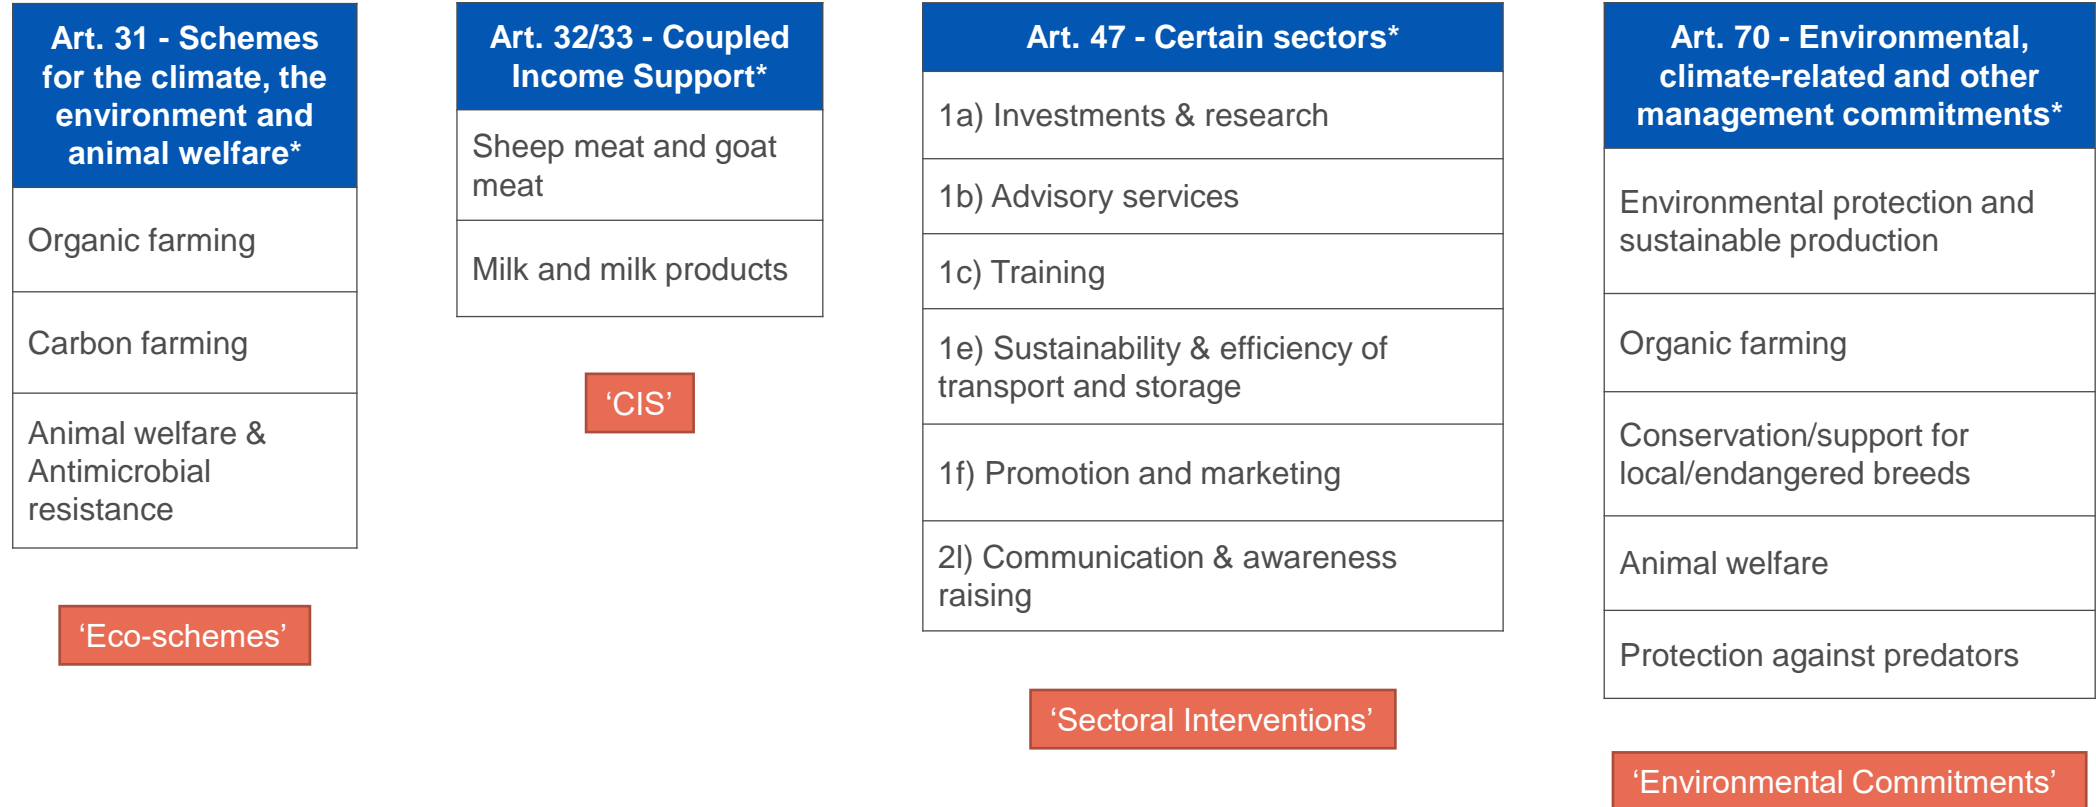 Art. 31 - Schemes
for the climate, the
environment and
animal welfare*
Organic farming
Carbon farming
Animal welfare &
Antimicrobial
resistance
‘Eco-schemes’
Art. 32/33 - Coupled
Income Support*
Sheep meat and goat
meat
Milk and milk products
‘CIS’
Art. 47 - Certain sectors*
1a) Investments & research
1b) Advisory services
1c) Training
1e) Sustainability & efficiency of
transport and storage
1f) Promotion and marketing
2l) Communication & awareness
raising
‘Sectoral Interventions’
Art. 70 - Environmental,
climate-related and other
management commitments*
Environmental protection and
sustainable production
Organic farming
Conservation/support for
local/endangered breeds
Animal welfare
Protection against predators
‘Environmental Commitments’